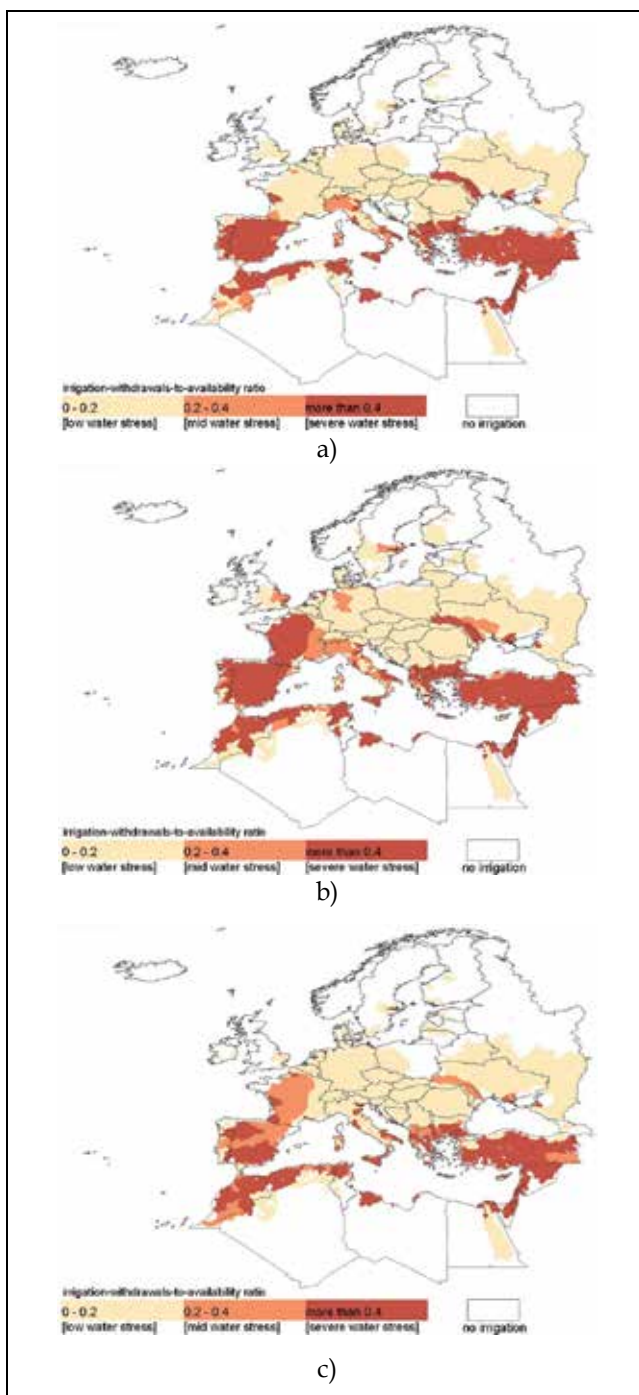 irrigation-withdrawals-to-availability ratio
0 - 0.2 0.2 - 0.4 more than 0.4
[low water stress] [mid water stress] [severe water stress] no irrigation
a)
irrigation-withdrawals-to-availability ratio
0 - 0.2 0.2 - 0.4 more than 0.4
[low water stress] [mid water stress] [severe water stress] no irrigation
b)
irrigation-withdrawals-to-availability ratio
0 - 0.2 0.2 - 0.4 more than 0.4
[low water stress] [mid water stress] [severe water stress] no irrigation
c)